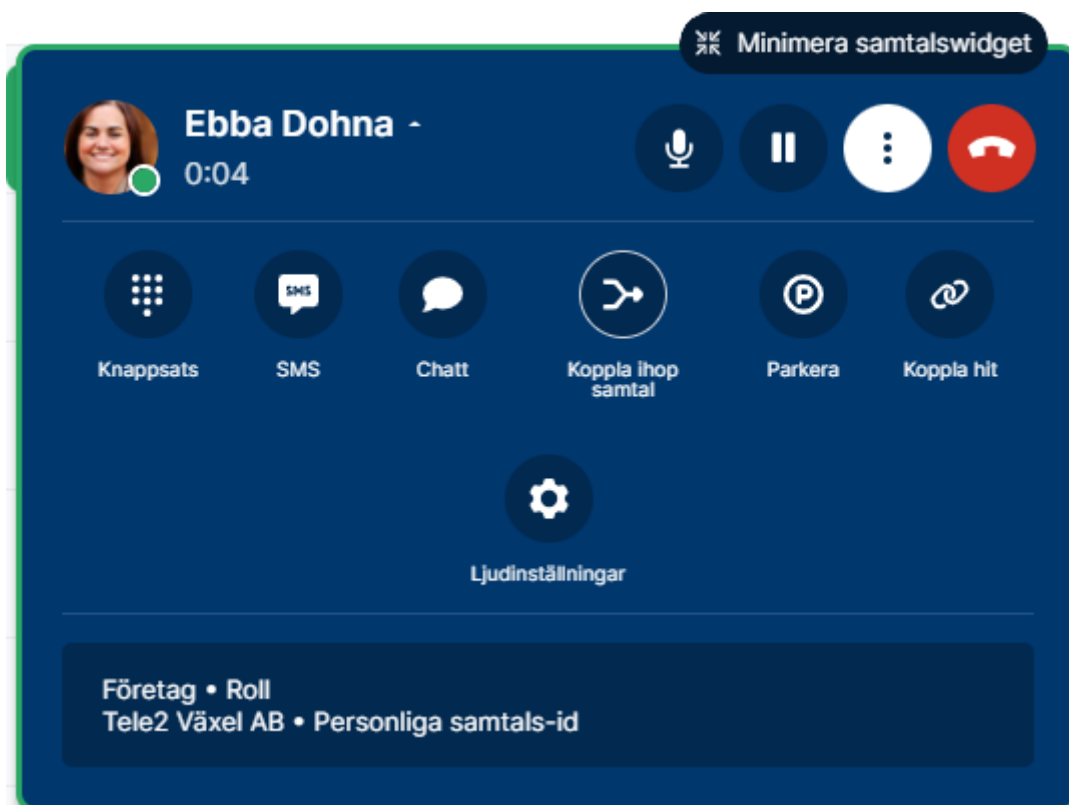 Minimera samtalswidget
Ebba Dohna
0:04
Knappsats
SMS
SMS
Chatt
Koppla ihop
samtal
P
Parkera
Koppla hit
Ljudinställningar
Företag • Roll
Tele2 Växel AB • Personliga samtals-id